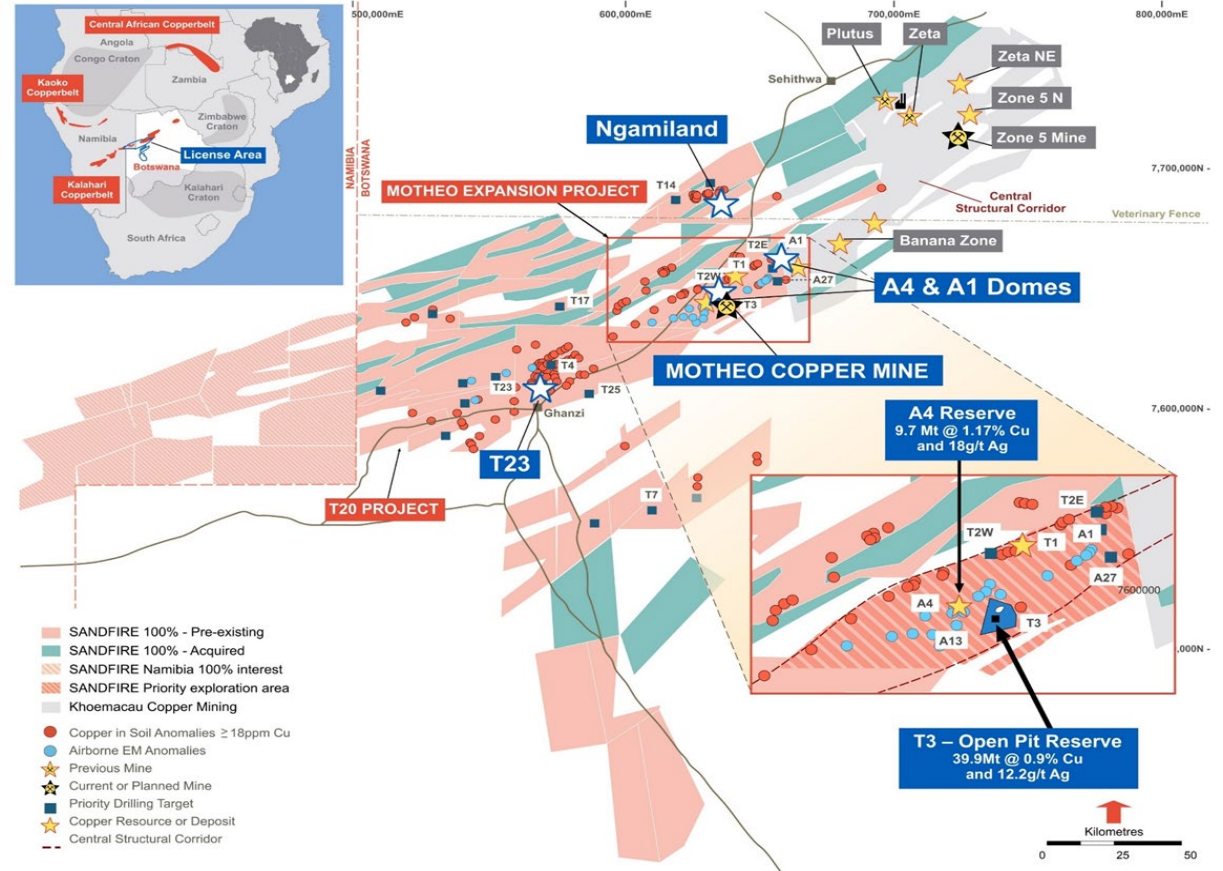 500,000mE
600,000mE
700,000mE
800,000mE
Central African Copperbelt
Angola
Congo Craton
Zambia
Kaoko
Copperbelt
Zimbabwe
Craton
Namibia
License Area
Botswana
Kalahari
Copperbelt
Kalahari
Craton
South Africa
NAMIBIA
BOTSWANA
Plutus
Zeta
Zeta NE
Sehithwa
Zone 5 N
Ngamiland
Zone 5 Mine
7,700,000N
T14
MOTHEO EXPANSION PROJECT
Central
Structural Corridor
Veterinary Fence
Banana Zone
T2E
A1
T1
T2W
A27
A4 & A1 Domes
T17
T3
MOTHEO COPPER MINE
T4
T23
T25
Ghanzi
7,600,000N
A4 Reserve
9.7 Mt @ 1.17% Cu
and 18g/t Ag
T23
T20 PROJECT
T7
T2E
T2W
T1
A1
A27
7600000
A4
T3
A13
,000N
SANDFIRE 100% - Pre-existing
SANDFIRE 100% - Acquired
SANDFIRE Namibia 100% interest
SANDFIRE Priority exploration area
Khoemacau Copper Mining
Copper in Soil Anomalies ≥ 18ppm Cu
Airborne EM Anomalies
Previous Mine
Current or Planned Mine
Priority Drilling Target
Copper Resource or Deposit
Central Structural Corridor
T3 – Open Pit Reserve
39.9Mt @ 0.9% Cu
and 12.2g/t Ag
Kilometres
0
25
50